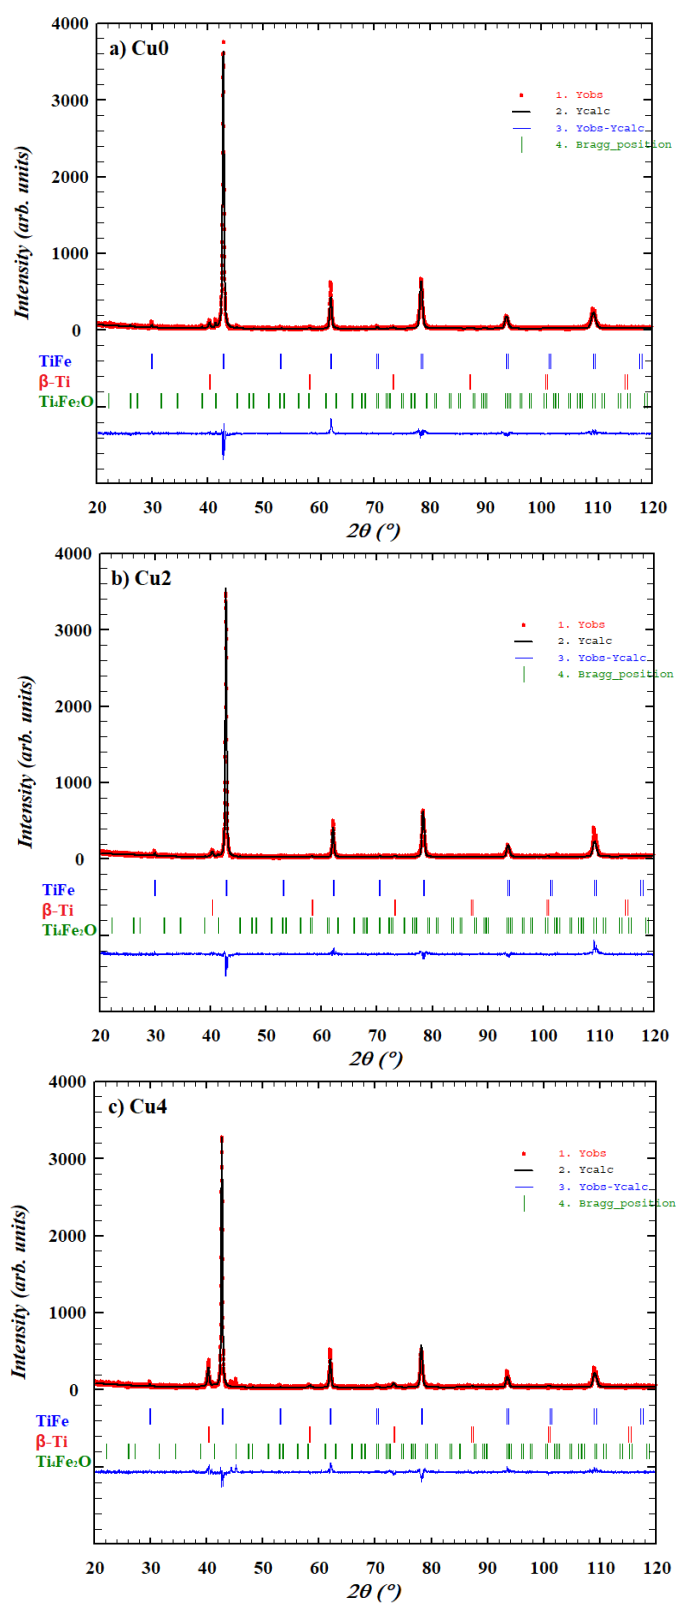 4000
a) Cu0
1. Yobs
2. Ycalc
3. Yobs-Ycalc
4. Bragg_position
3000
2000
1000
0
Intensity (arb. units)
TiFe
β-Ti
Ti₄Fe₂O
20 30 40 50 60 70 80 90 100 110 120
2θ (°)
4000
b) Cu2
1. Yobs
2. Ycalc
3. Yobs-Ycalc
4. Bragg_position
3000
2000
1000
0
Intensity (arb. units)
TiFe
β-Ti
Ti₄Fe₂O
20 30 40 50 60 70 80 90 100 110 120
2θ (°)
4000
c) Cu4
1. Yobs
2. Ycalc
3. Yobs-Ycalc
4. Bragg_position
3000
2000
1000
0
Intensity (arb. units)
TiFe
β-Ti
Ti₄Fe₂O
20 30 40 50 60 70 80 90 100 110 120
2θ (°)